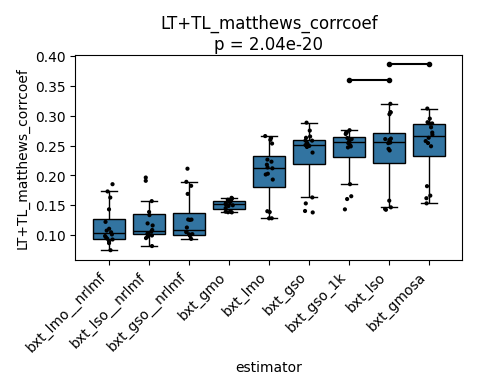 LT+TL_matthews_corrcoef
p = 2.04e-20
LT+TL_matthews_corrcoef
0.40
0.35
0.30
0.25
0.20
0.15
0.10
bxt_lmo__nrlmf
bxt_lso__nrlmf
bxt_gso__nrlmf
bxt_gmo
bxt_lmo
bxt_gso
bxt_gso_1k
bxt_lso
bxt_gmosa
estimator